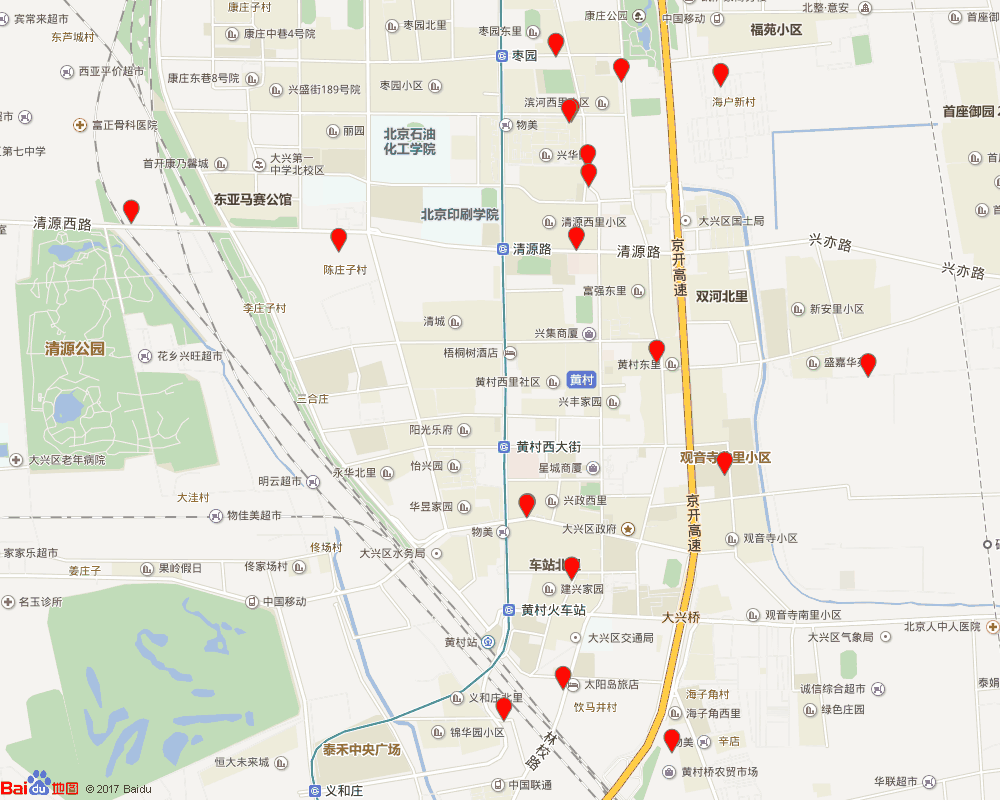 康庄子村
宾常来超市
东芦城村
康庄中巷4号院
枣园北里
枣园东里
康庄公园
中国移动
北整·意安
首座
福苑小区
西亚平价超市
康庄东巷8号院
兴盛街189号院
枣园小区
枣园
滨河西里
区
海户新村
超市
富正骨科医院
丽园
北京石油
化工学院
物美
首座御园2
第七中学
首开康乃馨城
大兴第一
中学北校区
兴华
首
东亚马赛公馆
北京印刷学院
清源西里小区
大兴区国土局
首
清源西路
清源路
清源路
京开高速
兴亦路
兴亦路
陈庄子村
李庄子村
富强东里
双河北里
新安里小区
清城
兴集商厦
清源公园
花乡兴旺超市
梧桐树酒店
黄村东里
盛嘉华苑
黄村西里社区
黄村
三合庄
兴丰家园
阳光乐府
黄村西大街
大兴区老年病院
永华北里
怡兴园
星城商厦
观音寺
里小区
明云超市
大洼村
华昱家园
兴政西里
京开高速
物佳美超市
物美
大兴区政府
观音寺小区
家家乐超市
佟场村
大兴区水务局
姜庄子
果岭假日
佟家场村
车站北里
建兴家园
名玉诊所
中国移动
黄村火车站
大兴桥
观音寺南里小区
大兴区交通局
大兴区气象局
北京人中人医院
黄村站
太阳岛旅店
诚信综合超市
泰娟
义和庄北里
饮马井村
海子角村
海子角西里
绿色庄园
锦华园小区
林校路
物美
辛店
泰禾中央广场
恒大未来城
黄村桥农贸市场
中国联通
华联超市
义和庄
Bai du 地图
© 2017 Baidu